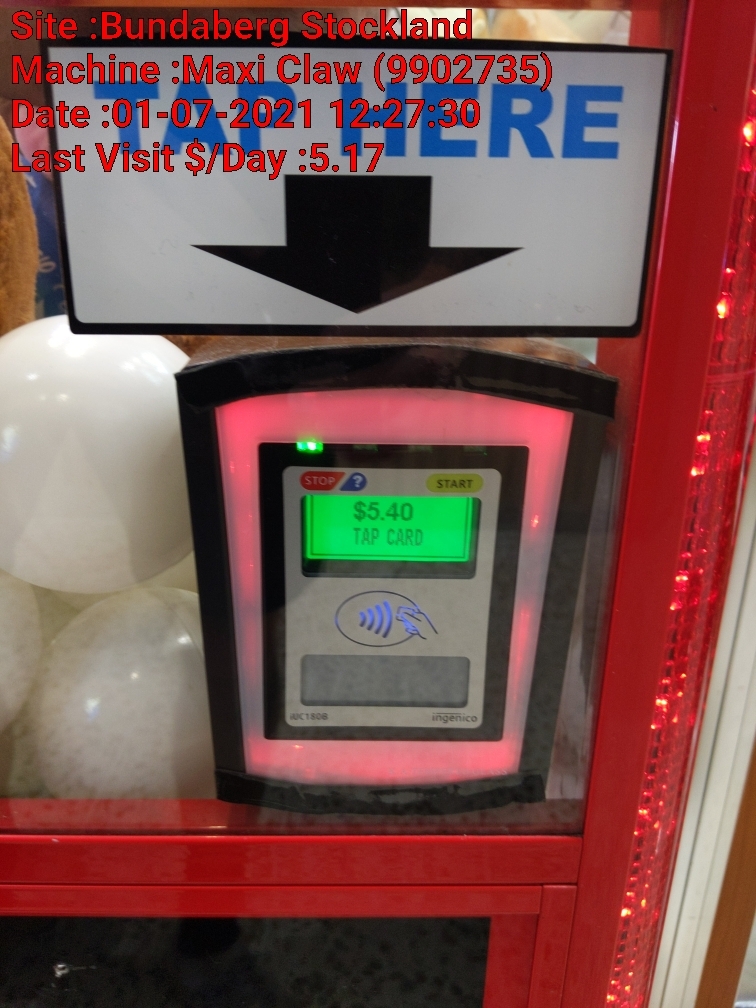 Site :Bundaberg Stockland
Machine :Maxi Claw (9902735)
Date :01-07-2021 12:27:30
Last Visit $/Day :5.17
TAP HERE
STOP ? START
$5.40
TAP CARD
iUC180B ingenico